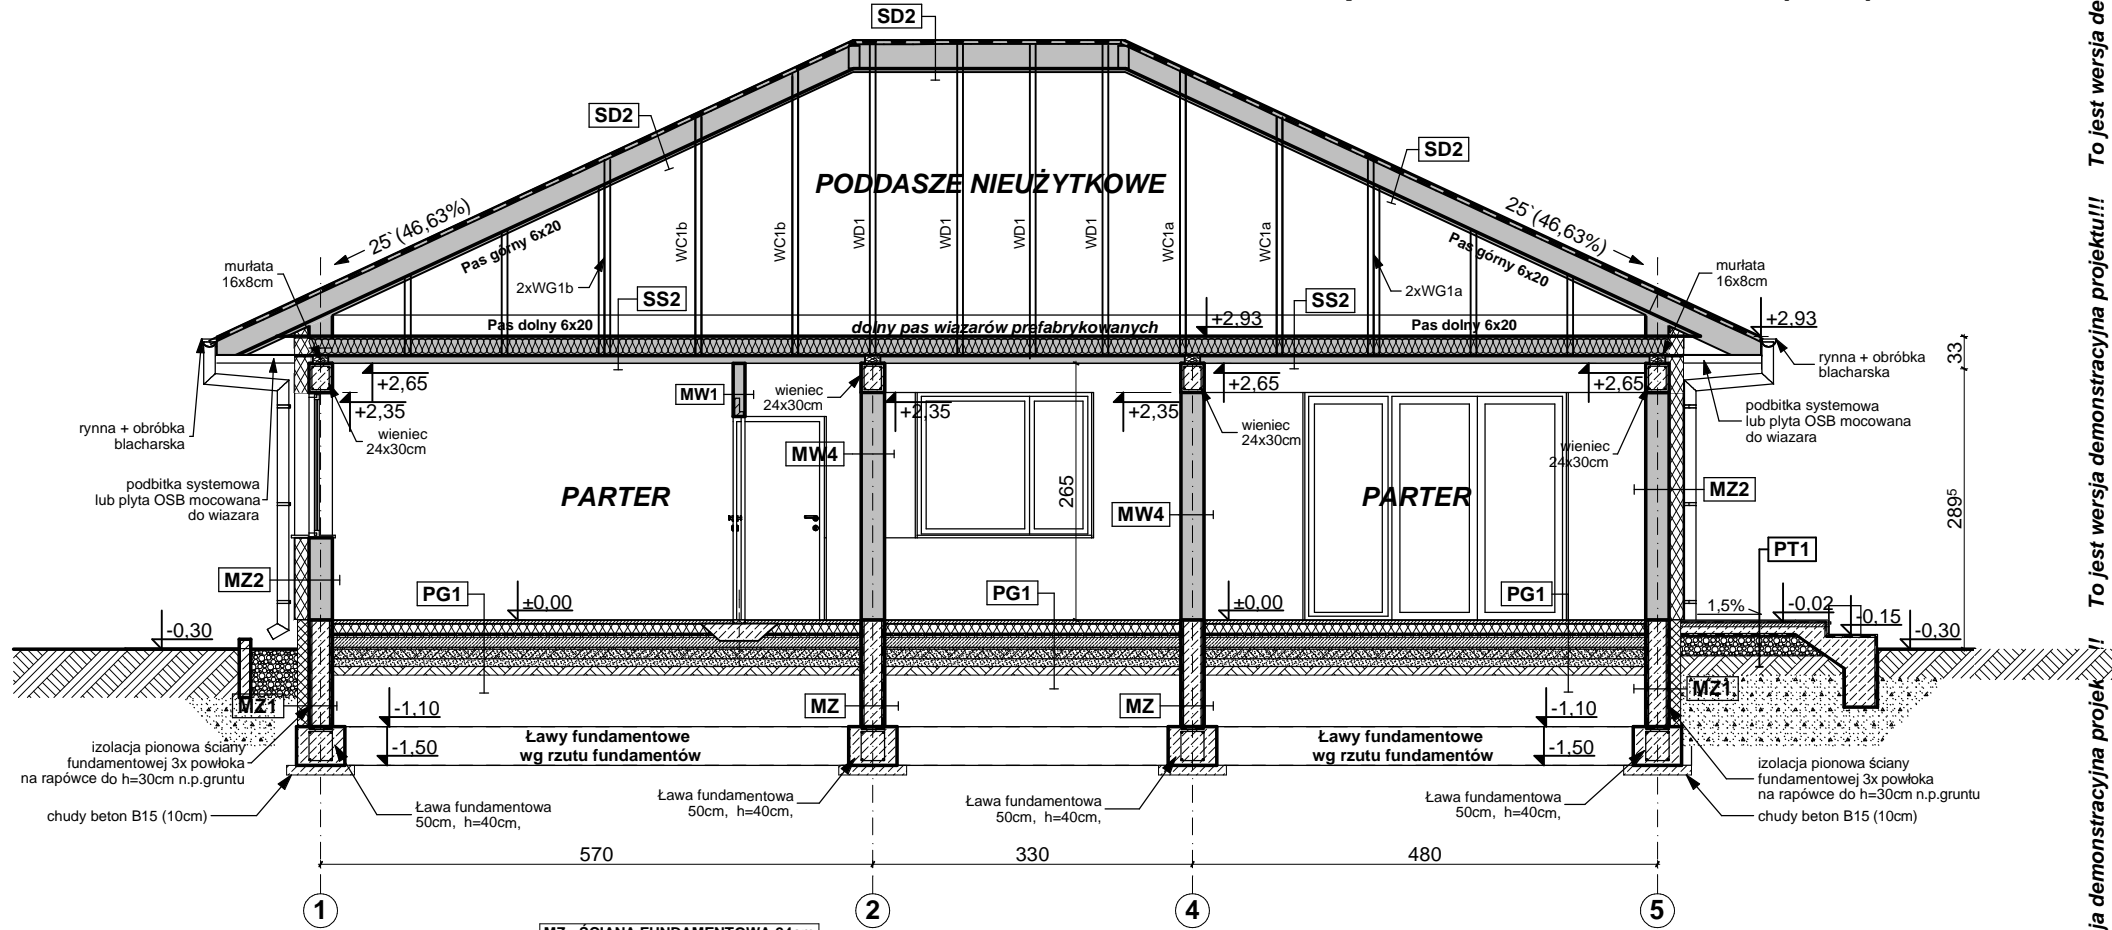 SD2
SD2
SD2
PODDASZE NIEUŻYTKOWE
25`(46,63%)
25`(46,63%)
Pas górny 6x20
Pas górny 6x20
WC1b
WC1b
WD1
WD1
WD1
WD1
WC1a
WC1a
murłata
16x8cm
murłata
16x8cm
2xWG1b
2xWG1a
SS2
SS2
Pas dolny 6x20
dolny pas wiazarów prefabrykowanych
+2,93
Pas dolny 6x20
+2,93
rynna + obróbka
blacharska
33
+2,65
+2,35
MW1
wieniec
24x30cm
+2,35
+2,35
+2,65
+2,65
rynna + obróbka
blacharska
wieniec
24x30cm
wieniec
24x30cm
wieniec
24x30cm
podbitka systemowa
lub plyta OSB mocowana
do wiazara
MW4
podbitka systemowa
lub plyta OSB mocowana
do wiazara
PARTER
265
PARTER
MZ2
MW4
289⁵
PT1
MZ2
PG1
PG1
PG1
±0,00
±0,00
1,5%
-0,02
-0,15
-0,30
-0,30
MZ1
MZ
MZ
MZ1
-1,10
-1,10
-1,50
-1,50
Ławy fundamentowe
wg rzutu fundamentów
Ławy fundamentowe
wg rzutu fundamentów
izolacja pionowa ściany
fundamentowej 3x powłoka
na rapówce do h=30cm n.p.gruntu
izolacja pionowa ściany
fundamentowej 3x powłoka
na rapówce do h=30cm n.p.gruntu
chudy beton B15 (10cm)
Ława fundamentowa
50cm, h=40cm,
Ława fundamentowa
50cm, h=40cm,
Ława fundamentowa
50cm, h=40cm,
Ława fundamentowa
50cm, h=40cm,
chudy beton B15 (10cm)
570
330
480
1
2
4
5
To jest wersja de
To jest wersja demonstracyjna projektu!!!
ja demonstracyjna projek !!